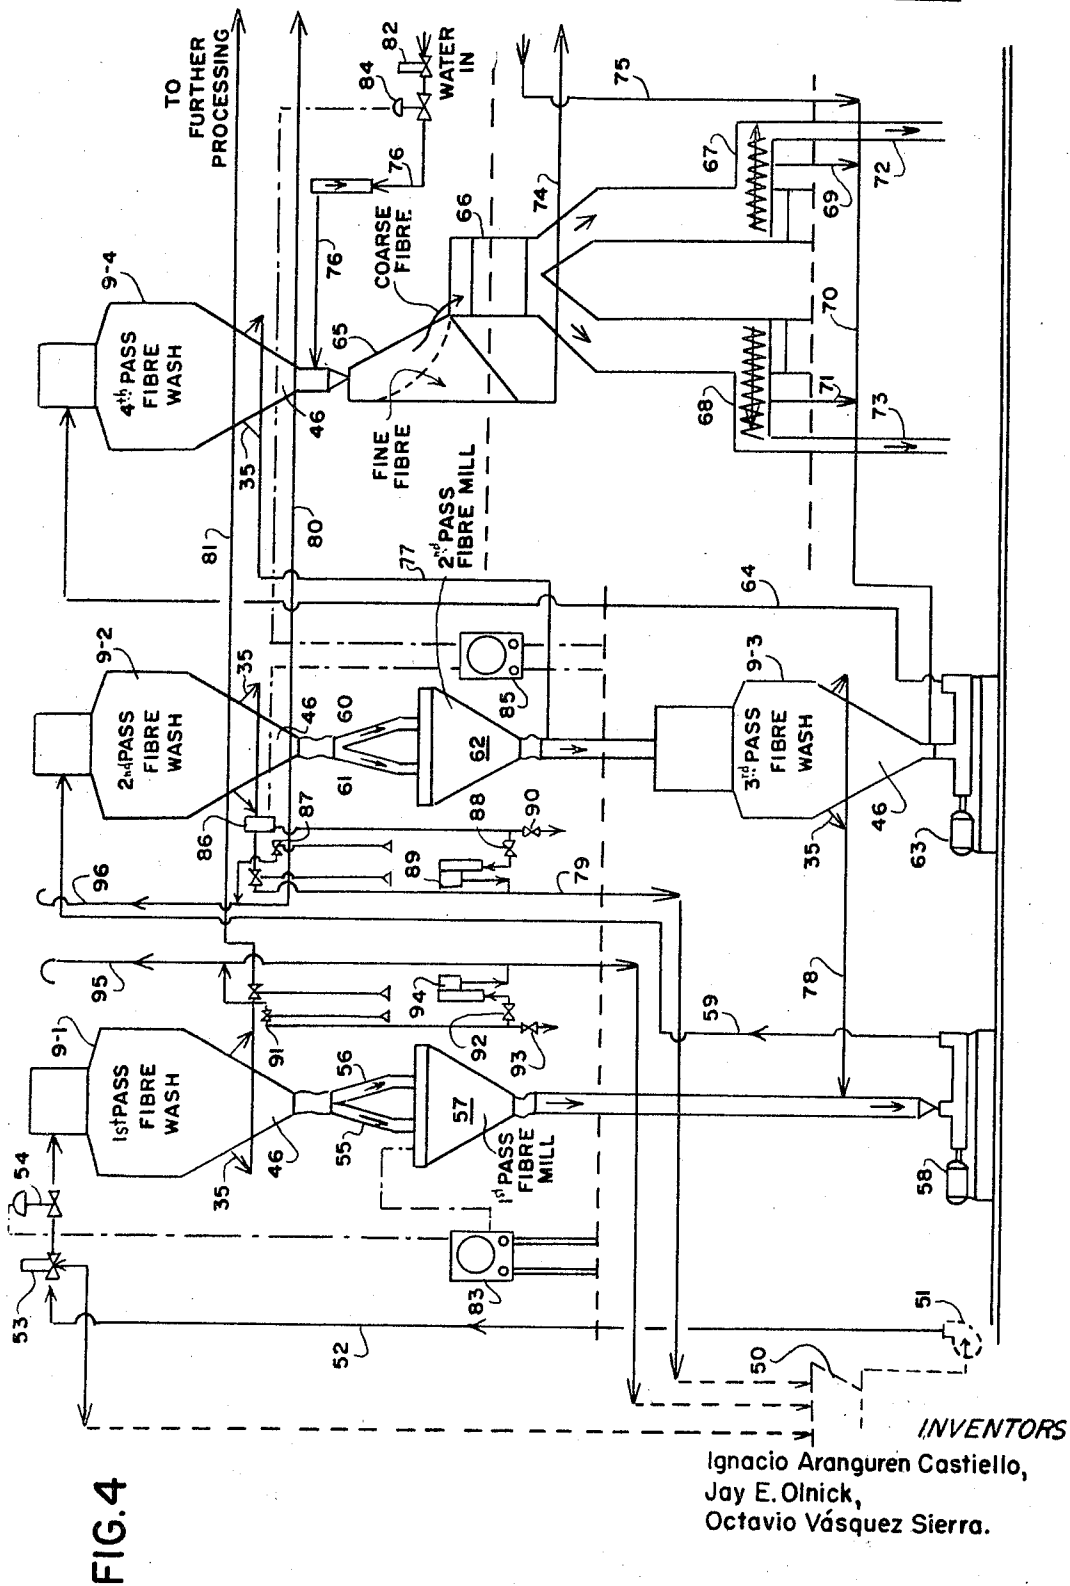 FIG.4
TO
FURTHER
PROCESSING
81
80
82
84
WATER
IN
76
76
75
74
9-4
4th PASS
FIBRE
WASH
35
46
65
COARSE
FIBRE
FINE
FIBRE
66
67
68
69
70
71
72
73
9-2
2nd PASS
FIBRE
WASH
35
46
60
61
62
2nd PASS
FIBRE MILL
77
64
85
86
87
88
89
90
79
96
9-3
3rd PASS
FIBRE
WASH
35
46
63
78
95
94
91
92
93
59
9-1
1st PASS
FIBRE
WASH
35
46
56
55
57
1st PASS
FIBRE
MILL
58
54
53
83
52
51
50
INVENTORS
Ignacio Aranguren Castiello,
Jay E. Olnick,
Octavio Vásquez Sierra.